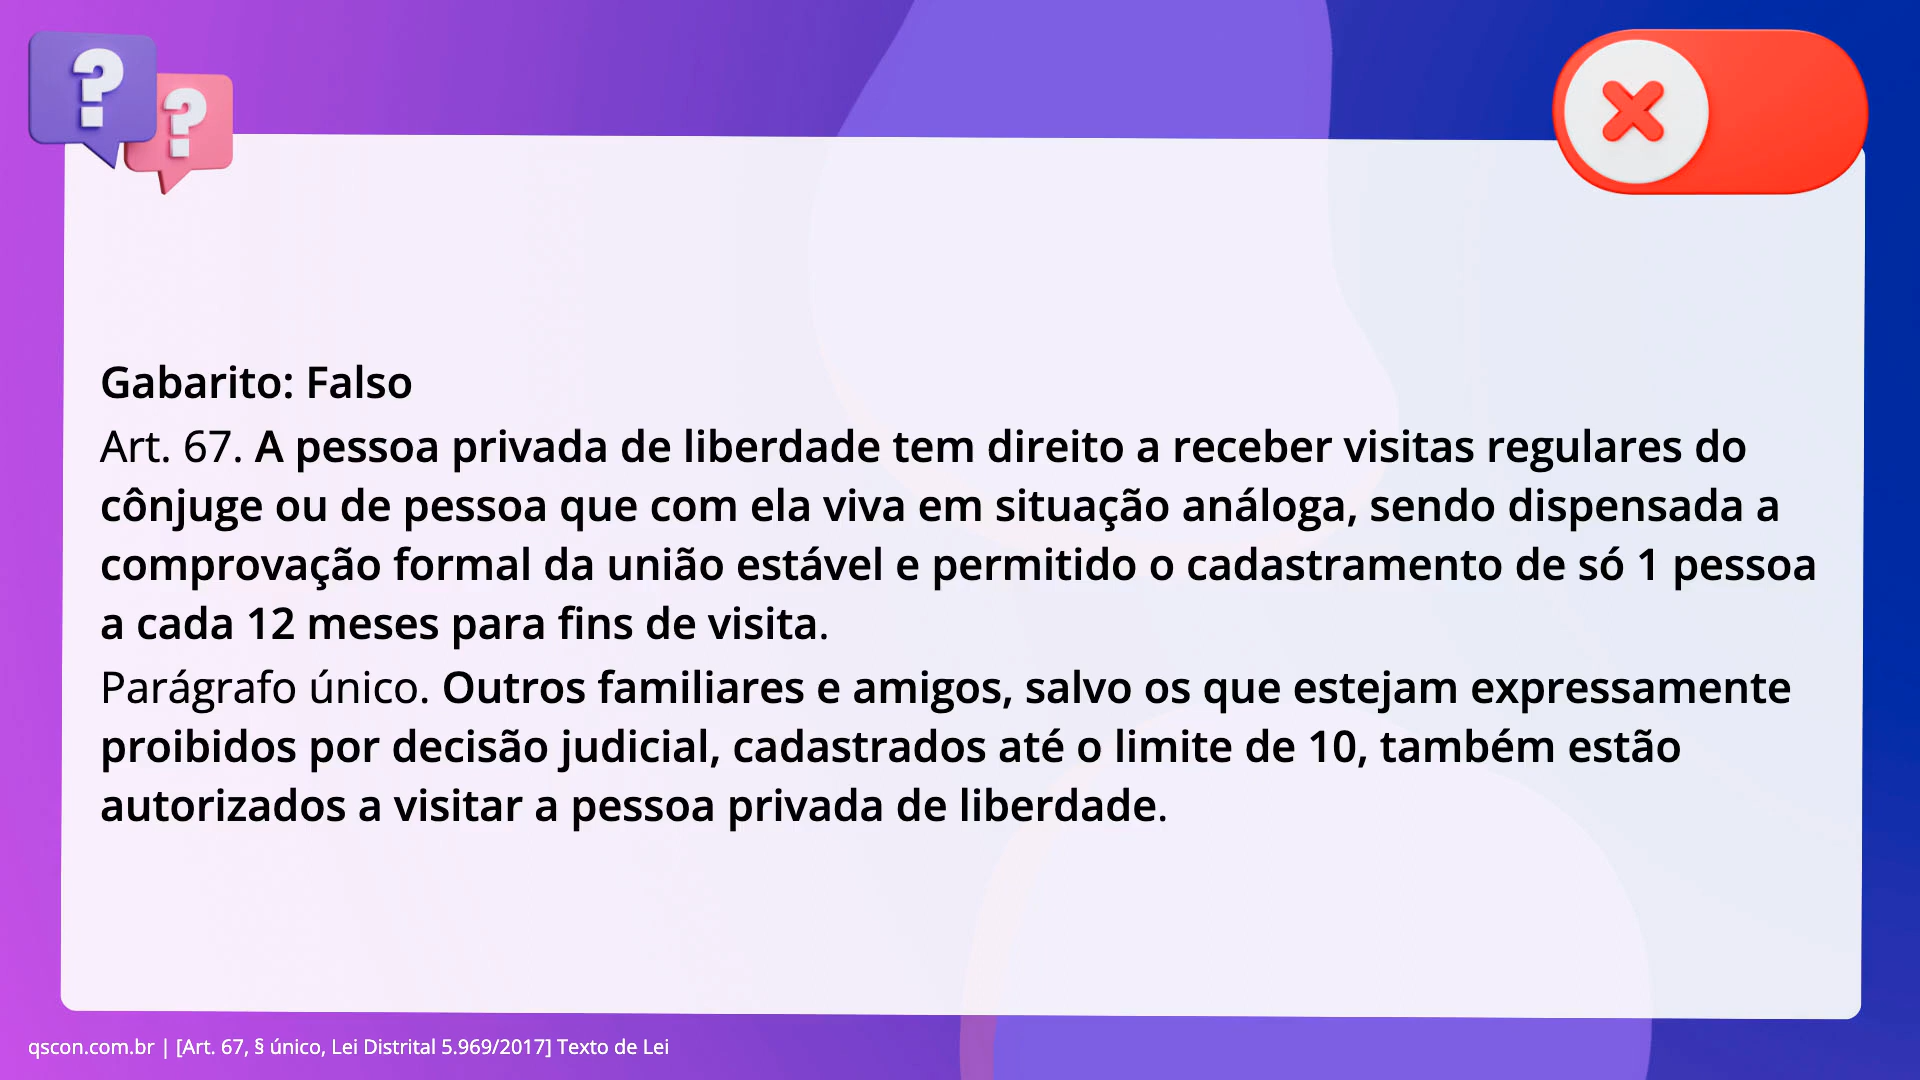 ? ?
Gabarito: Falso
Art. 67. A pessoa privada de liberdade tem direito a receber visitas regulares do
cônjuge ou de pessoa que com ela viva em situação análoga, sendo dispensada a
comprovação formal da união estável e permitido o cadastramento de só 1 pessoa
a cada 12 meses para fins de visita.
Parágrafo único. Outros familiares e amigos, salvo os que estejam expressamente
proibidos por decisão judicial, cadastrados até o limite de 10, também estão
autorizados a visitar a pessoa privada de liberdade.
qscon.com.br | [Art. 67, § único, Lei Distrital 5.969/2017] Texto de Lei